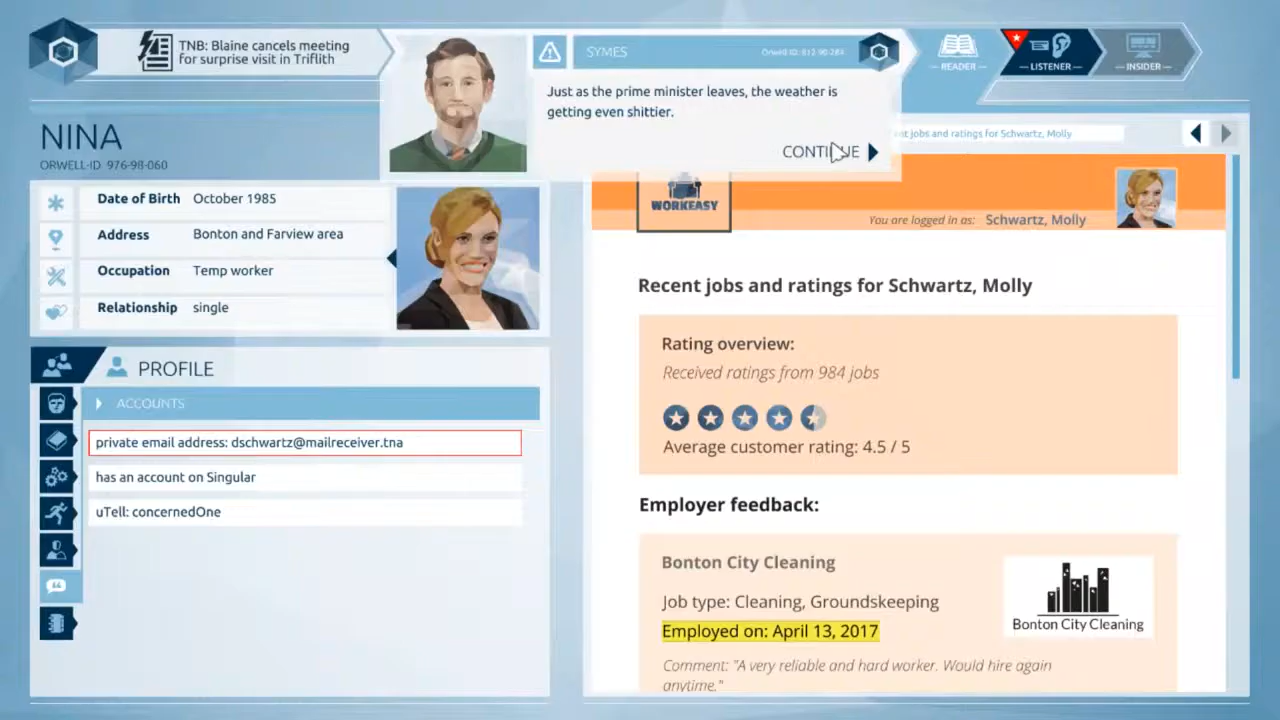 TNB: Blaine cancels meeting
for surprise visit in Triflith
SYMES
Orwell ID: 812-90-284
Just as the prime minister leaves, the weather is
getting even shittier.
CONTINUE
— READER —
— LISTENER —
— INSIDER —
NINA
ORWELL-ID 976-98-060
Date of Birth October 1985
Address Bonton and Farview area
Occupation Temp worker
Relationship single
PROFILE
ACCOUNTS
private email address: dschwartz@mailreceiver.tna
has an account on Singular
uTell: concernedOne
jobs and ratings for Schwartz, Molly
WORKEASY
You are logged in as: Schwartz, Molly
Recent jobs and ratings for Schwartz, Molly
Rating overview:
Received ratings from 984 jobs
Average customer rating: 4.5 / 5
Employer feedback:
Bonton City Cleaning
Job type: Cleaning, Groundskeeping
Employed on: April 13, 2017
Comment: "A very reliable and hard worker. Would hire again
anytime."
Bonton City Cleaning